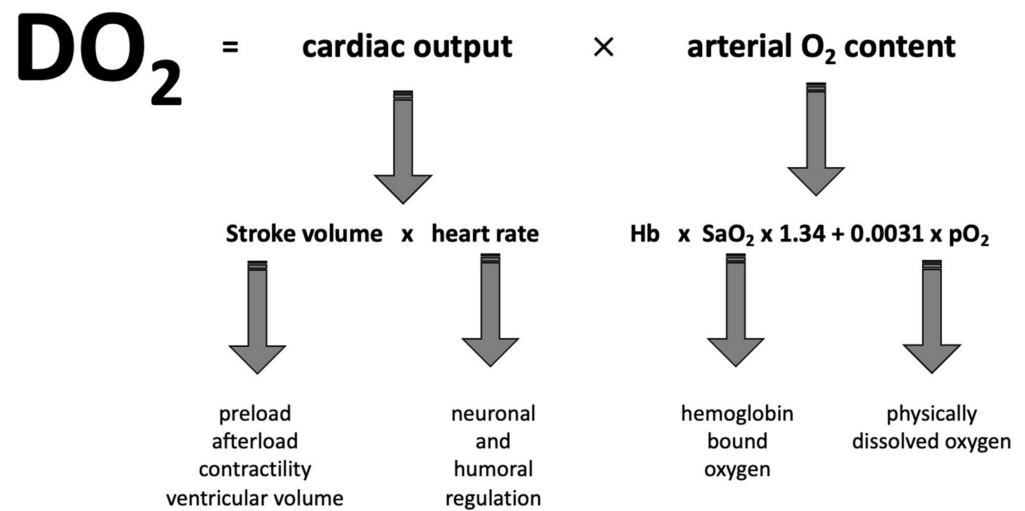 DO₂ = cardiac output × arterial O₂ content
Stroke volume x heart rate Hb x SaO₂ x 1.34 + 0.0031 x pO₂
preload
afterload
contractility
ventricular volume
neuronal
and
humoral
regulation
hemoglobin
bound
oxygen
physically
dissolved oxygen